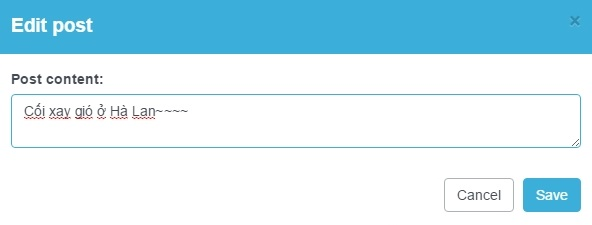 Edit post
×
Post content:
Cối xay gió ở Hà Lan~~~~
Cancel Save